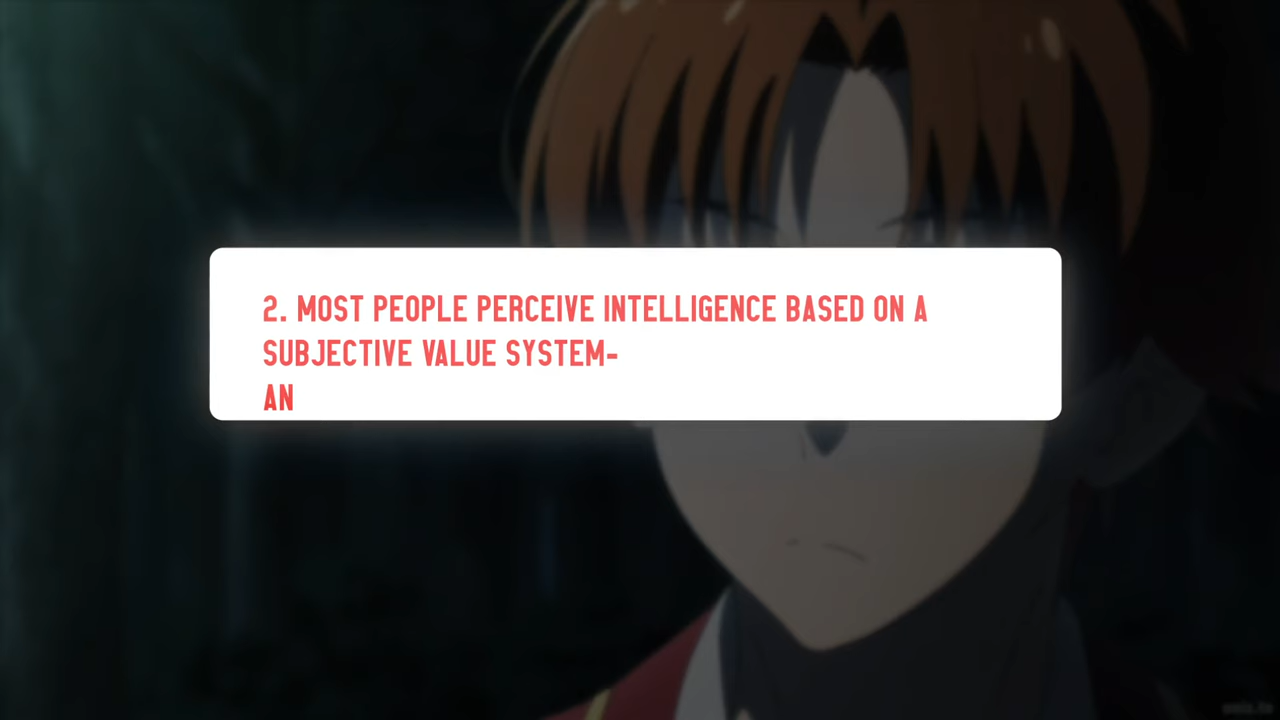 2. MOST PEOPLE PERCEIVE INTELLIGENCE BASED ON A
SUBJECTIVE VALUE SYSTEM-
AN